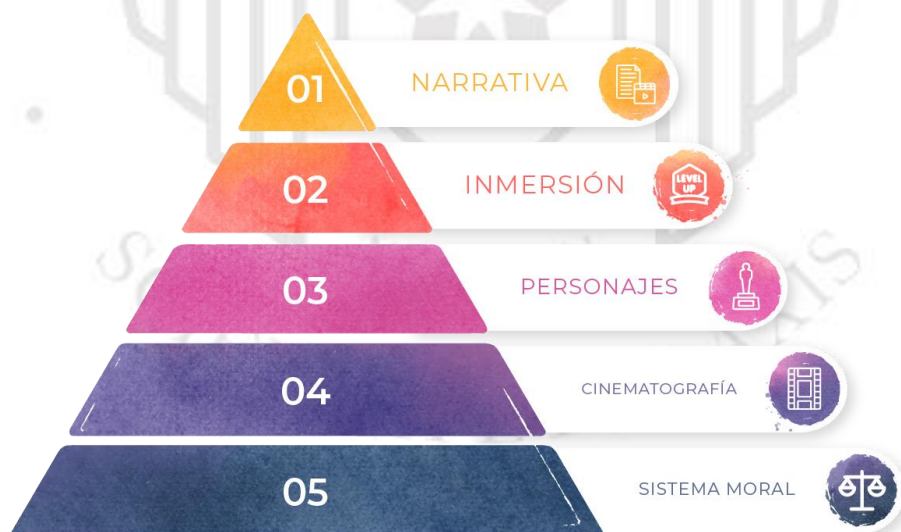 01
NARRATIVA
02
INMERSIÓN
LEVEL
UP
03
PERSONAJES
04
CINEMATOGRAFÍA
05
SISTEMA MORAL